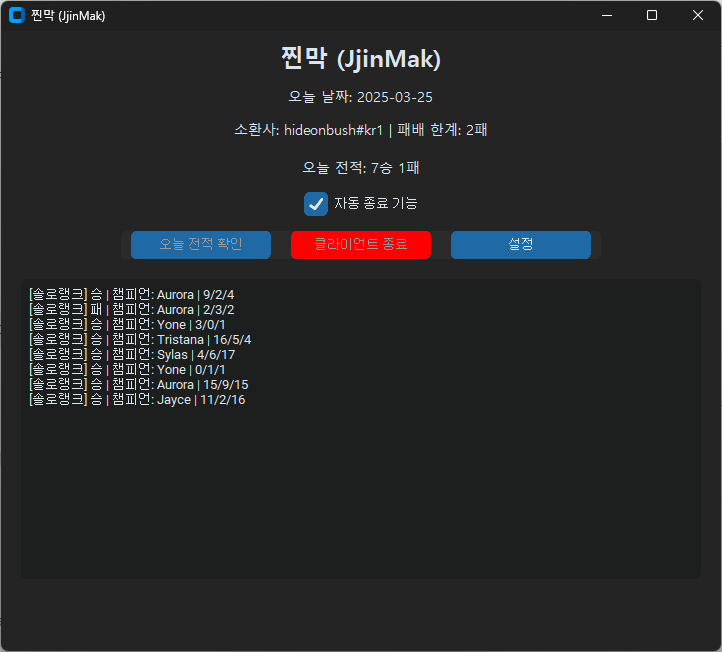 찐막 (JjinMak)
찐막 (JjinMak)
오늘 날짜: 2025-03-25
소환사: hideonbush#kr1 | 패배 한계: 2패
오늘 전적: 7승 1패
자동 종료 기능
오늘 전적 확인 클라이언트 종료 설정
[솔로랭크] 승 | 챔피언: Aurora | 9/2/4
[솔로랭크] 패 | 챔피언: Aurora | 2/3/2
[솔로랭크] 승 | 챔피언: Yone | 3/0/1
[솔로랭크] 승 | 챔피언: Tristana | 16/5/4
[솔로랭크] 승 | 챔피언: Sylas | 4/6/17
[솔로랭크] 승 | 챔피언: Yone | 0/1/1
[솔로랭크] 승 | 챔피언: Aurora | 15/9/15
[솔로랭크] 승 | 챔피언: Jayce | 11/2/16